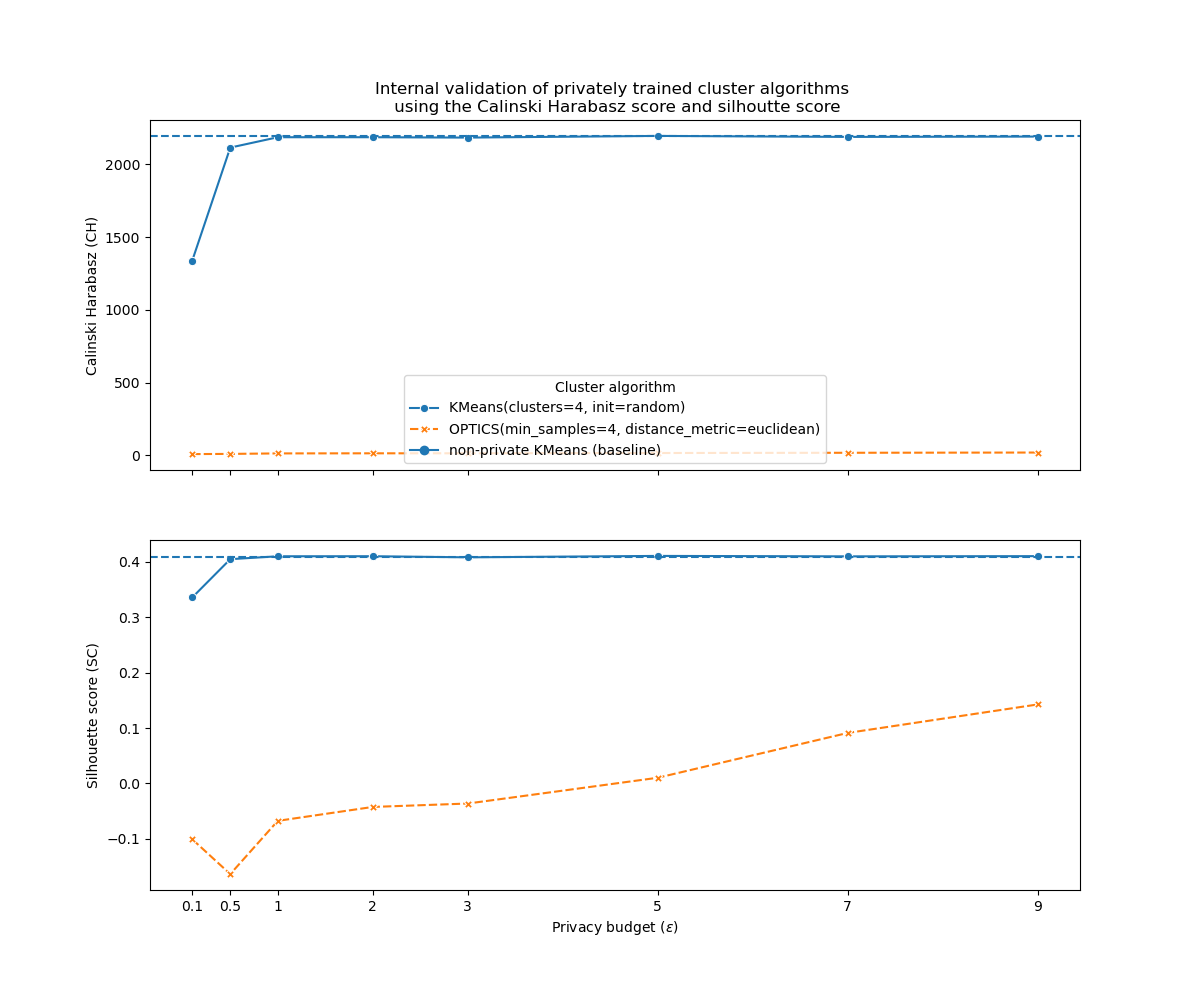 Internal validation of privately trained cluster algorithms
using the Calinski Harabasz score and silhoutte score
Calinski Harabasz (CH)
2000
1500
1000
500
0
Cluster algorithm
KMeans(clusters=4, init=random)
OPTICS(min_samples=4, distance_metric=euclidean)
non-private KMeans (baseline)
Silhouette score (SC)
0.4
0.3
0.2
0.1
0.0
−0.1
0.1 0.5 1 2 3 5 7 9
Privacy budget (ε)